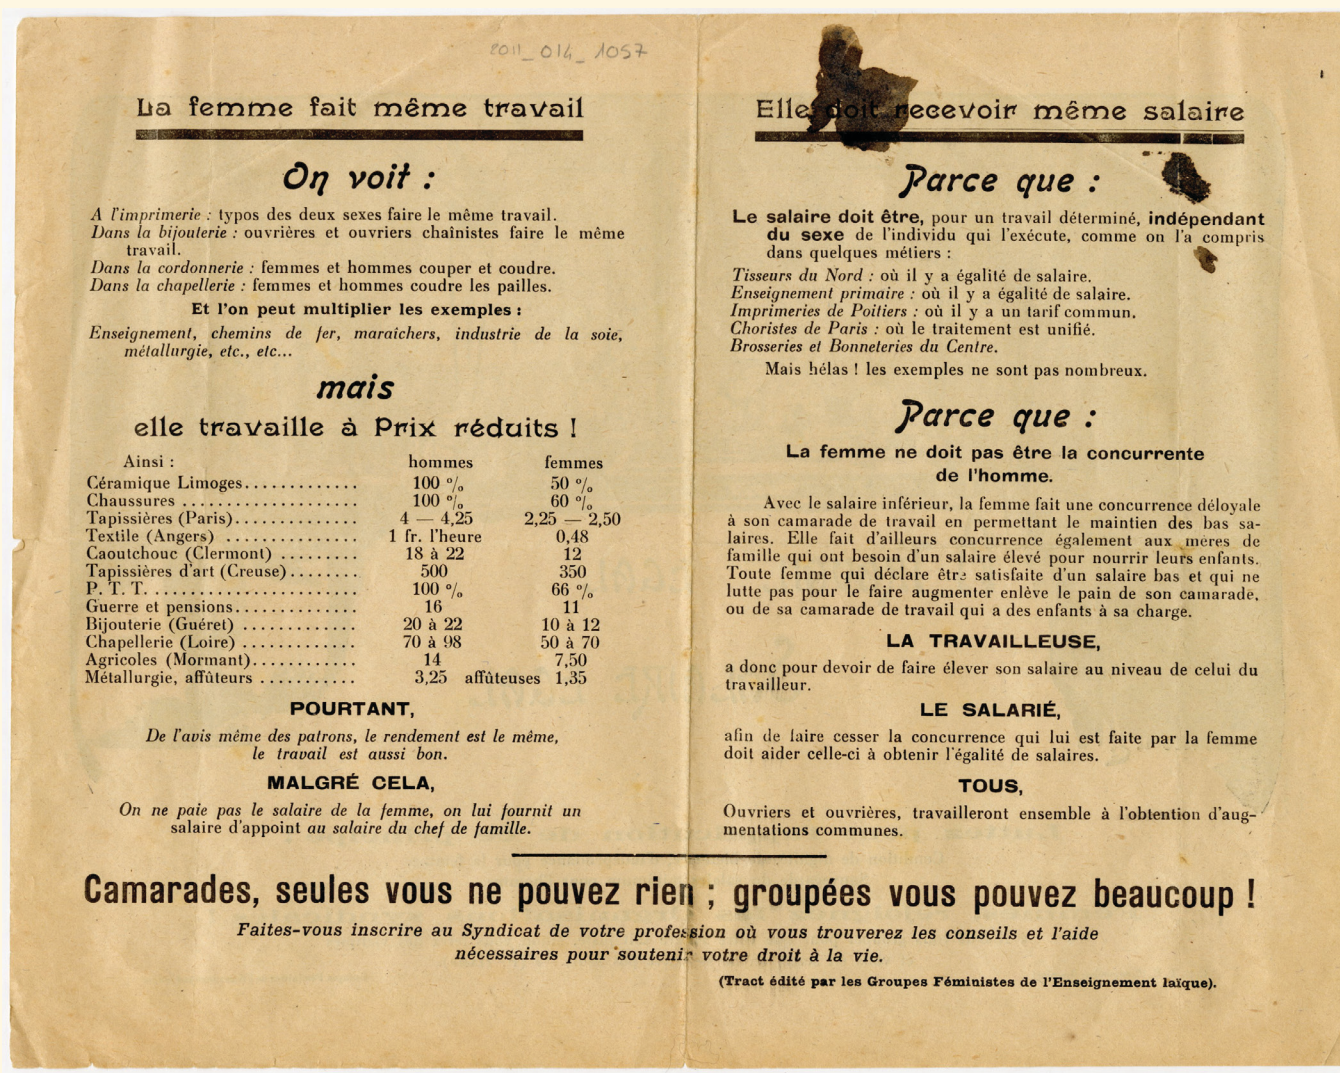 2011_014_1057
La femme fait même travail
On voit :
A l'imprimerie : typos des deux sexes faire le même travail.
Dans la bijouterie : ouvrières et ouvriers chaînistes faire le même
travail.
Dans la cordonnerie : femmes et hommes couper et coudre.
Dans la chapellerie : femmes et hommes coudre les pailles.
Et l'on peut multiplier les exemples :
Enseignement, chemins de fer, maraîchers, industrie de la soie,
métallurgie, etc., etc...
mais
elle travaille à Prix réduits !
Ainsi : hommes femmes
Céramique Limoges............. 100 % 50 %
Chaussures .................... 100 % 60 %
Tapissières (Paris).............. 4 — 4,25 2,25 — 2,50
Textile (Angers) ............... 1 fr. l'heure 0,48
Caoutchouc (Clermont) ......... 18 à 22 12
Tapissières d'art (Creuse)........ 500 350
P. T. T. ....................... 100 % 66 %
Guerre et pensions.............. 16 11
Bijouterie (Guéret) ............. 20 à 22 10 à 12
Chapellerie (Loire) ............. 70 à 98 50 à 70
Agricoles (Mormant)............ 14 7,50
Métallurgie, affûteurs ........... 3,25 affûteuses 1,35
POURTANT,
De l'avis même des patrons, le rendement est le même,
le travail est aussi bon.
MALGRÉ CELA,
On ne paie pas le salaire de la femme, on lui fournit un
salaire d'appoint au salaire du chef de famille.
Elle doit recevoir même salaire
Parce que :
Le salaire doit être, pour un travail déterminé, indépendant
du sexe de l'individu qui l'exécute, comme on l'a compris
dans quelques métiers :
Tisseurs du Nord : où il y a égalité de salaire.
Enseignement primaire : où il y a égalité de salaire.
Imprimeries de Poitiers : où il y a un tarif commun.
Choristes de Paris : où le traitement est unifié.
Brosseries et Bonneteries du Centre.
Mais hélas ! les exemples ne sont pas nombreux.
Parce que :
La femme ne doit pas être la concurrente
de l'homme.
Avec le salaire inférieur, la femme fait une concurrence déloyale
à son camarade de travail en permettant le maintien des bas sa-
laires. Elle fait d'ailleurs concurrence également aux mères de
famille qui ont besoin d'un salaire élevé pour nourrir leurs enfants.
Toute femme qui déclare être satisfaite d'un salaire bas et qui ne
lutte pas pour le faire augmenter enlève le pain de son camarade,
ou de sa camarade de travail qui a des enfants à sa charge.
LA TRAVAILLEUSE,
a donc pour devoir de faire élever son salaire au niveau de celui du
travailleur.
LE SALARIÉ,
afin de faire cesser la concurrence qui lui est faite par la femme
doit aider celle-ci à obtenir l'égalité de salaires.
TOUS,
Ouvriers et ouvrières, travailleront ensemble à l'obtention d'aug-
mentations communes.
Camarades, seules vous ne pouvez rien ; groupées vous pouvez beaucoup !
Faites-vous inscrire au Syndicat de votre profession où vous trouverez les conseils et l'aide
nécessaires pour soutenir votre droit à la vie.
(Tract édité par les Groupes Féministes de l'Enseignement laïque).